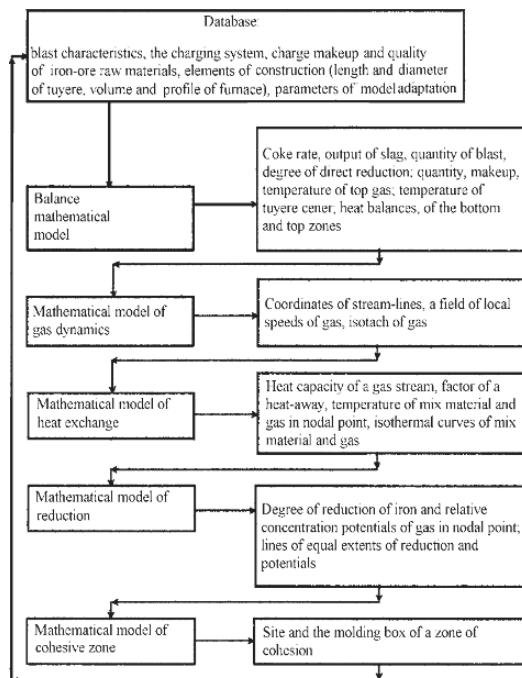 Database:
blast characteristics, the charging system, charge makeup and quality
of iron-ore raw materials, elements of construction (length and diameter
of tuyere, volume and profile of furnace), parameters of model adaptation
Balance
mathematical
model
Coke rate, output of slag, quantity of blast,
degree of direct reduction; quantity, makeup,
temperature of top gas; temperature of
tuyere cener; heat balances, of the bottom
and top zones
Mathematical model of
gas dynamics
Coordinates of stream-lines, a field of local
speeds of gas, isotach of gas
Mathematical model of
heat exchange
Heat capacity of a gas stream, factor of a
heat-away, temperature of mix material and
gas in nodal point, isothermal curves of mix
material and gas
Mathematical model of
reduction
Degree of reduction of iron and relative
concentration potentials of gas in nodal point;
lines of equal extents of reduction and
potentials
Mathematical model of
cohesive zone
Site and the molding box of a zone of
cohesion